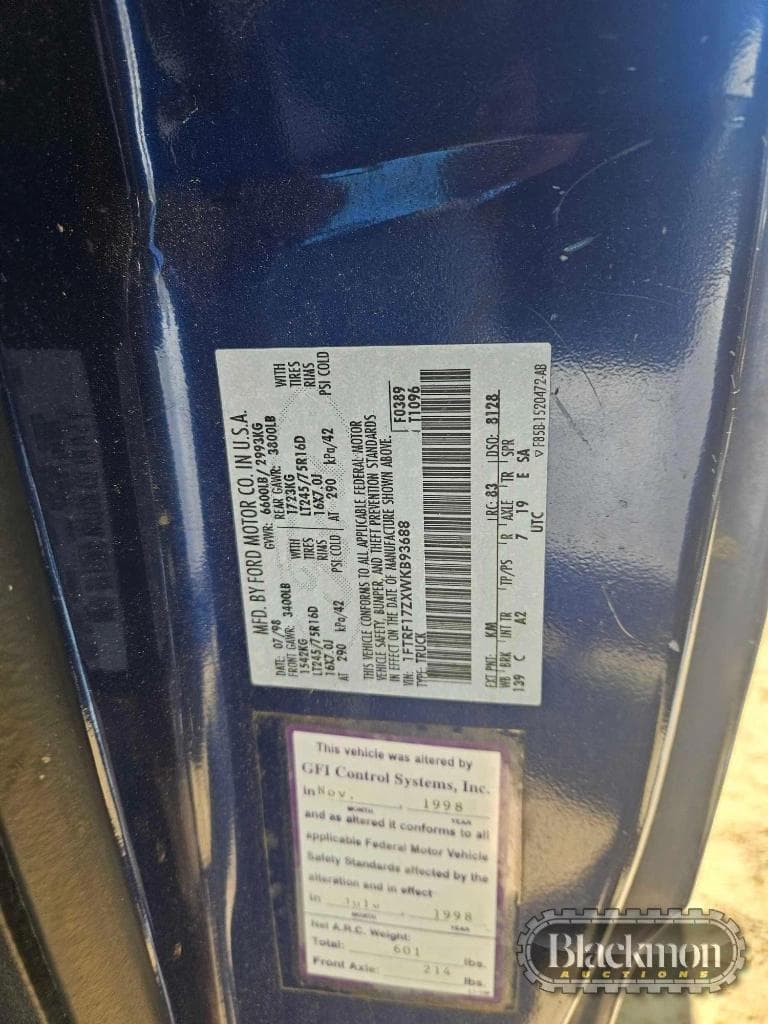 MFD. BY FORD MOTOR CO. IN U.S.A.
DATE: 07/98 GVWR: 6600LB/2993KG
FRONT GAWR: 3400LB REAR GAWR: 3800LB
1542KG WITH 1723KG WITH
LT245/75R16D TIRES LT245/75R16D TIRES
16X7.0J RIMS 16X7.0J RIMS
AT 290 kPa/42 PSI COLD AT 290 kPa/42 PSI COLD
THIS VEHICLE CONFORMS TO ALL APPLICABLE FEDERAL MOTOR
VEHICLE SAFETY, BUMPER, AND THEFT PREVENTION STANDARDS
IN EFFECT ON THE DATE OF MANUFACTURE SHOWN ABOVE.
VIN: 1FTRF17ZXWKB93688 F0389
TYPE: TRUCK T1096
EXT PNT: KM RC: 83 DSO: 8128
WB BRK INT TR TP/PS R AXLE TR SPR
139 C A2 7 19 E SA
UTC F85B-1520472-AB
This vehicle was altered by
GFI Control Systems, Inc.
in Nov. 1998
MONTH YEAR
and as altered it conforms to all
applicable Federal Motor Vehicle
Safety Standards affected by the
alteration and in effect
in July 1998
MONTH YEAR
Net A.R.C. Weight:
Total: 601 lbs.
Front Axle: 214 lbs
Blackmon
AUCTIONS